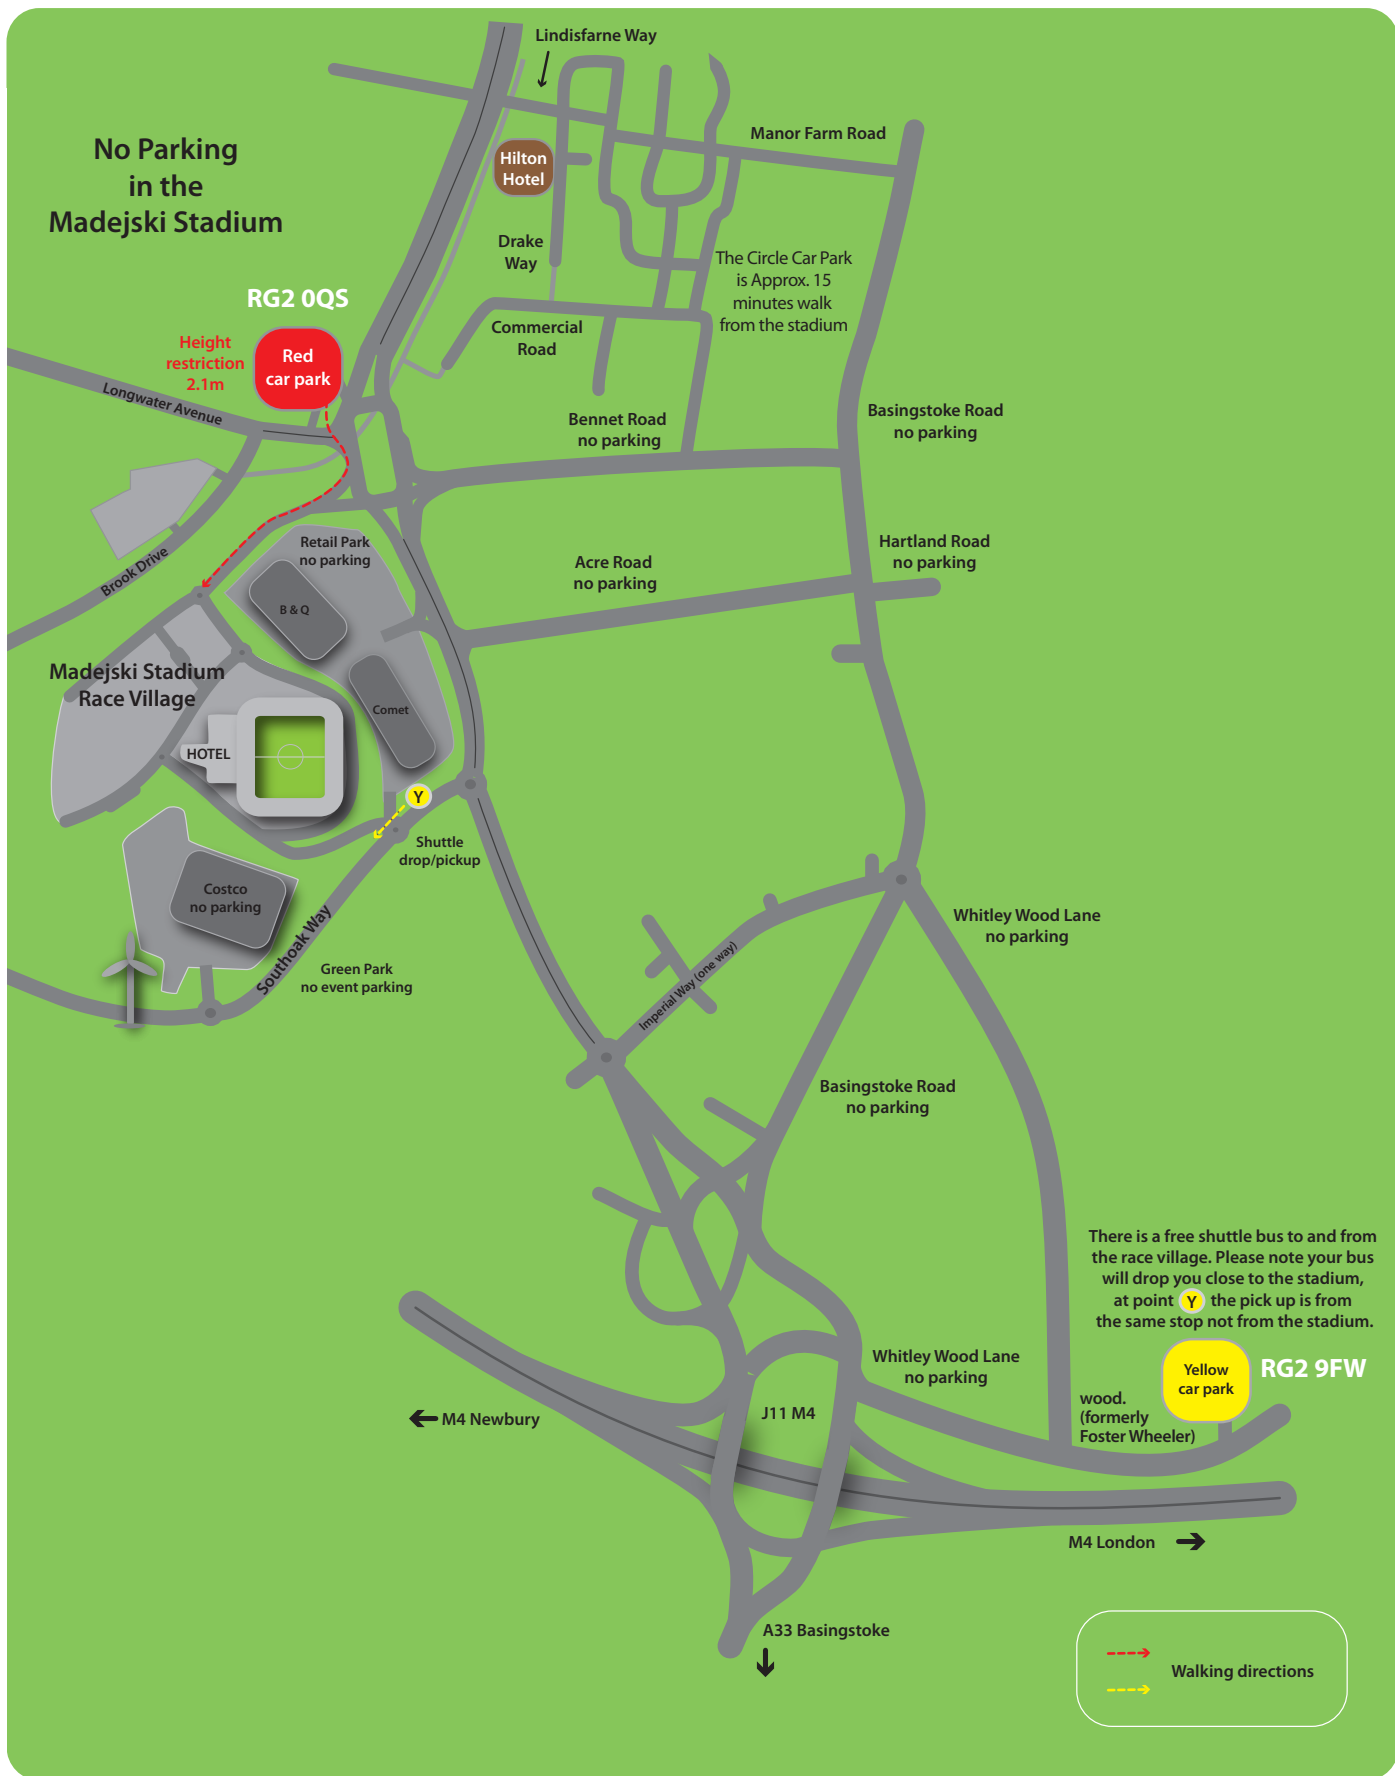 Lindisfarne Way
Manor Farm Road
No Parking
in the
Madejski Stadium
Hilton
Hotel
Drake
Way
The Circle Car Park
is Approx. 15
minutes walk
from the stadium
RG2 0QS
Height
restriction
2.1m
Red
car park
Commercial
Road
Longwater Avenue
Bennet Road
no parking
Basingstoke Road
no parking
Retail Park
no parking
Acre Road
no parking
Hartland Road
no parking
Brook Drive
B & Q
Madejski Stadium
Race Village
Comet
HOTEL
Y
Shuttle
drop/pickup
Costco
no parking
Southoak Way
Green Park
no event parking
Imperial Way (one way)
Whitley Wood Lane
no parking
Basingstoke Road
no parking
There is a free shuttle bus to and from
the race village. Please note your bus
will drop you close to the stadium,
at point Y the pick up is from
the same stop not from the stadium.
Whitley Wood Lane
no parking
Yellow
car park
RG2 9FW
wood.
(formerly
Foster Wheeler)
J11 M4
M4 Newbury
M4 London
A33 Basingstoke
Walking directions